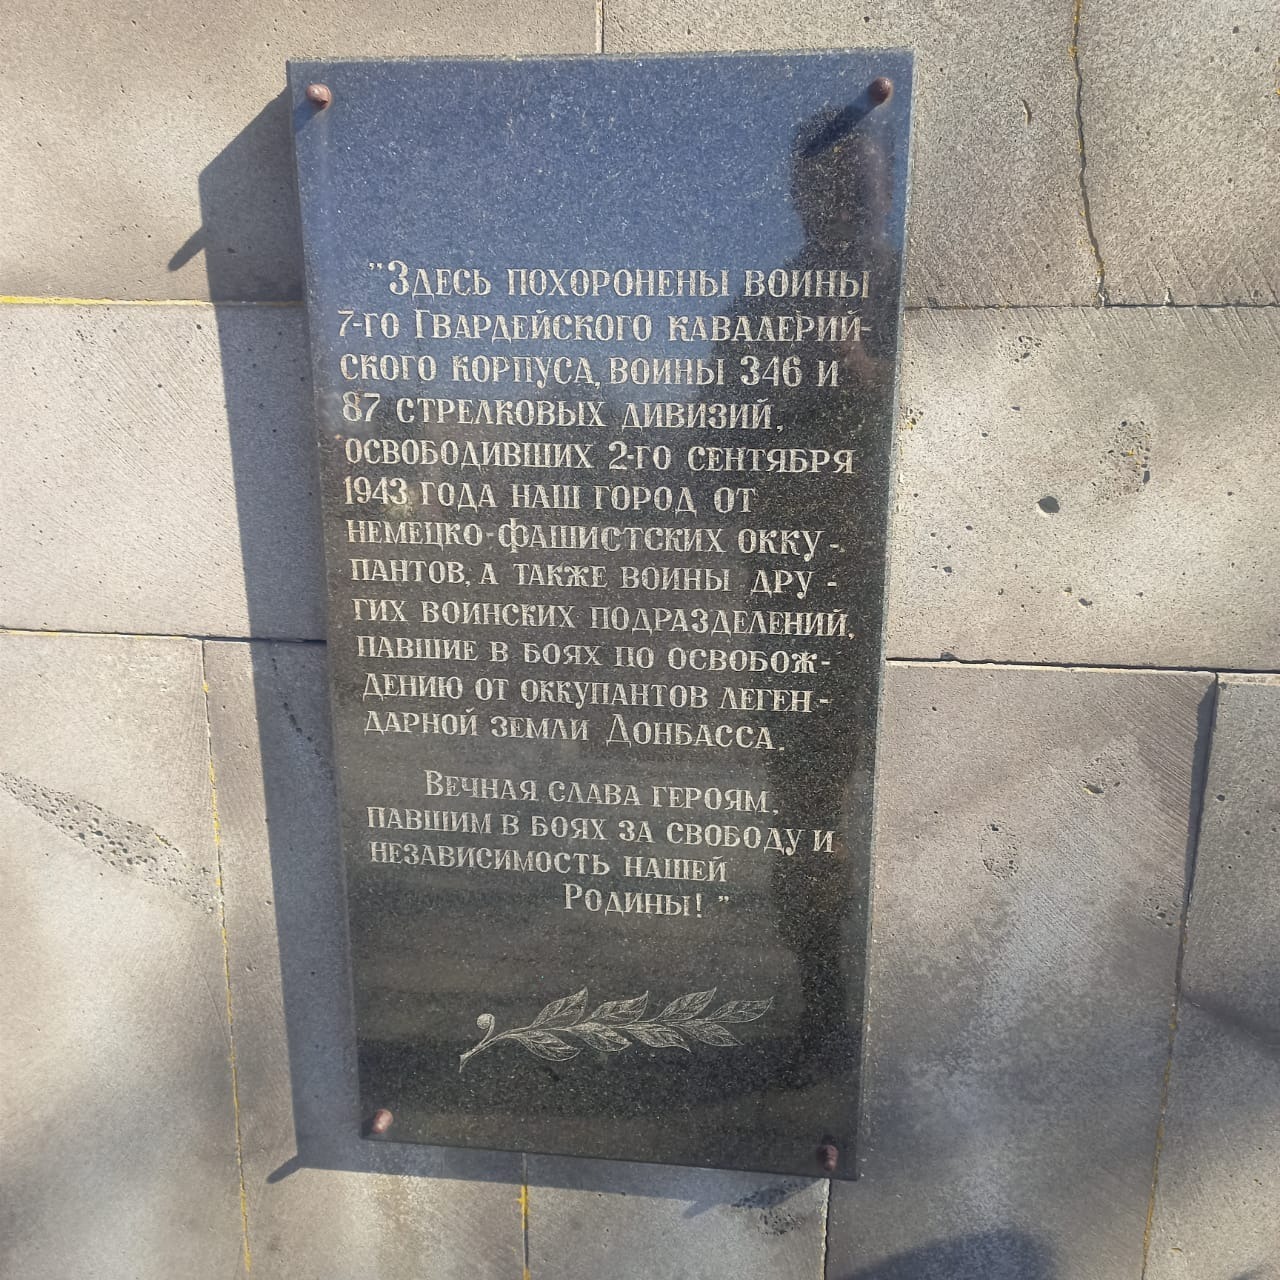 "Здесь похоронены воины
7-го Гвардейского кавалерий-
ского корпуса, воины 346 и
87 стрелковых дивизий,
освободивших 2-го сентября
1943 года наш город от
немецко-фашистских окку-
пантов, а также воины дру-
гих воинских подразделений,
павшие в боях по освобож-
дению от оккупантов леген-
дарной земли Донбасса.
Вечная слава героям,
павшим в боях за свободу и
независимость нашей
Родины!"